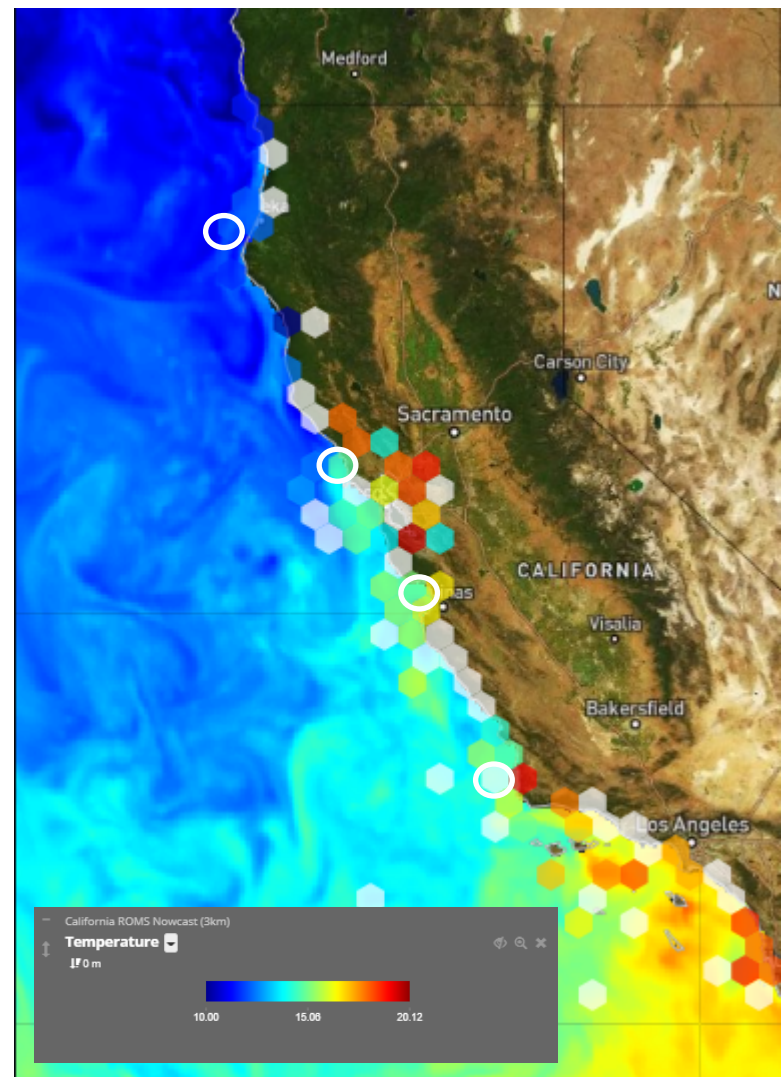 Medford
Carson City
Sacramento
CALIFORNIA
Visalia
Bakersfield
Los Angeles
California ROMS Nowcast (3km)
Temperature
0 m
10.00 15.06 20.12